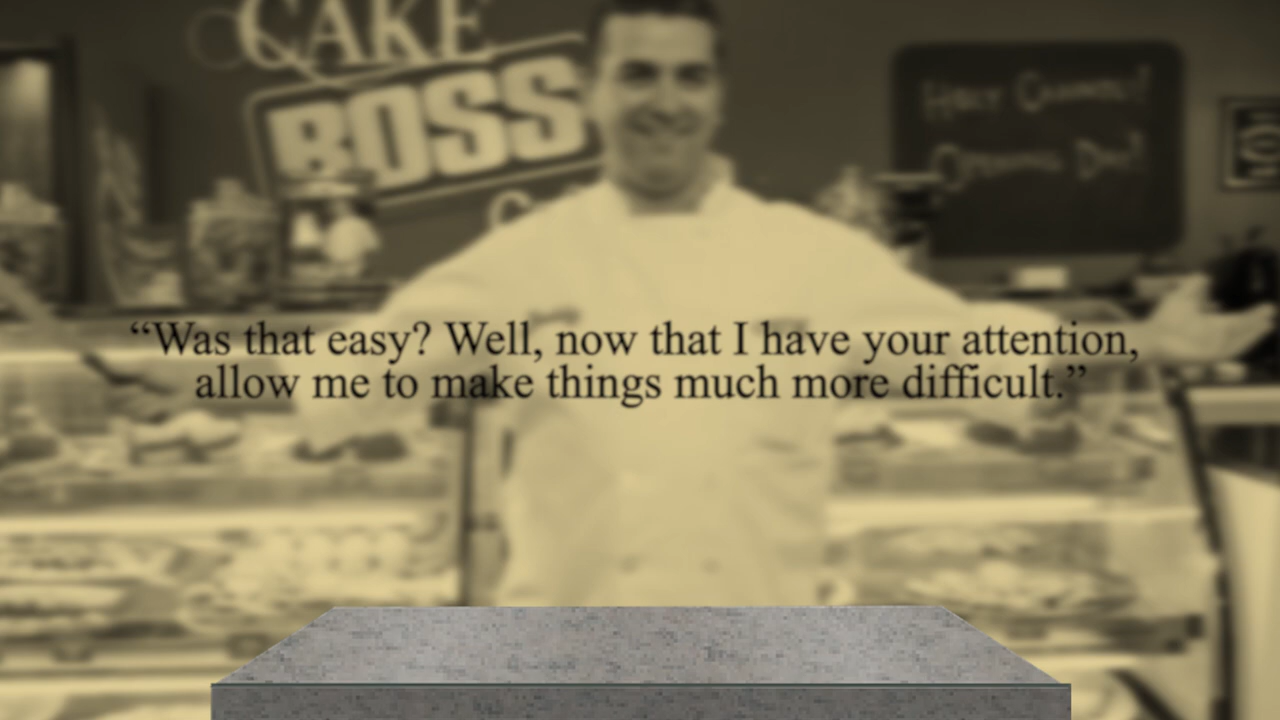 CAKE
BOSS
“Was that easy? Well, now that I have your attention,
allow me to make things much more difficult.”